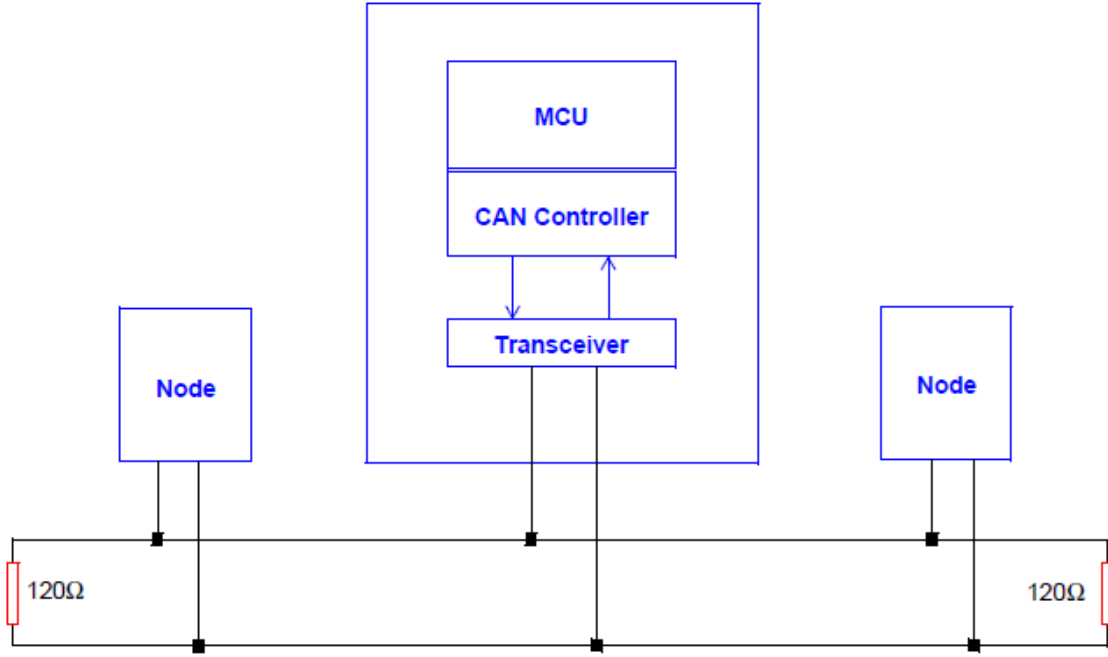 MCU
CAN Controller
Transceiver
Node
Node
120Ω
120Ω